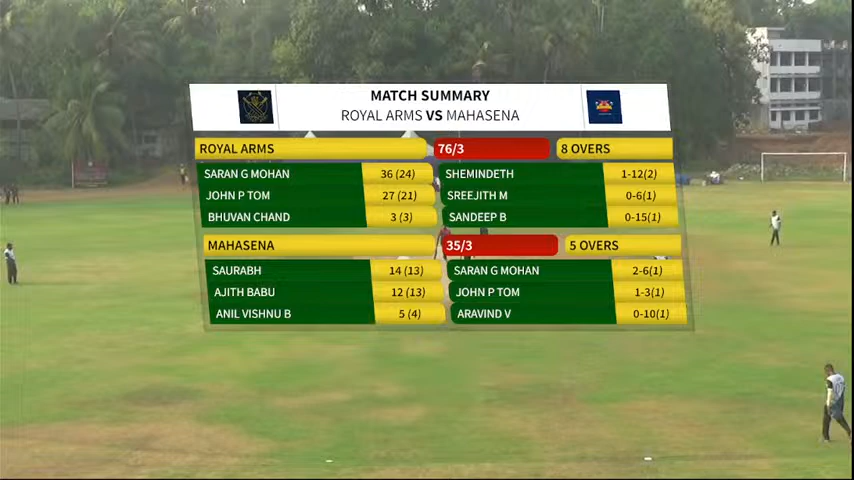 MATCH SUMMARY
ROYAL ARMS VS MAHASENA
ROYAL ARMS 76/3 8 OVERS
SARAN G MOHAN 36 (24) SHEMINDETH 1-12(2)
JOHN P TOM 27 (21) SREEJITH M 0-6(1)
BHUVAN CHAND 3 (3) SANDEEP B 0-15(1)
MAHASENA 35/3 5 OVERS
SAURABH 14 (13) SARAN G MOHAN 2-6(1)
AJITH BABU 12 (13) JOHN P TOM 1-3(1)
ANIL VISHNU B 5 (4) ARAVIND V 0-10(1)